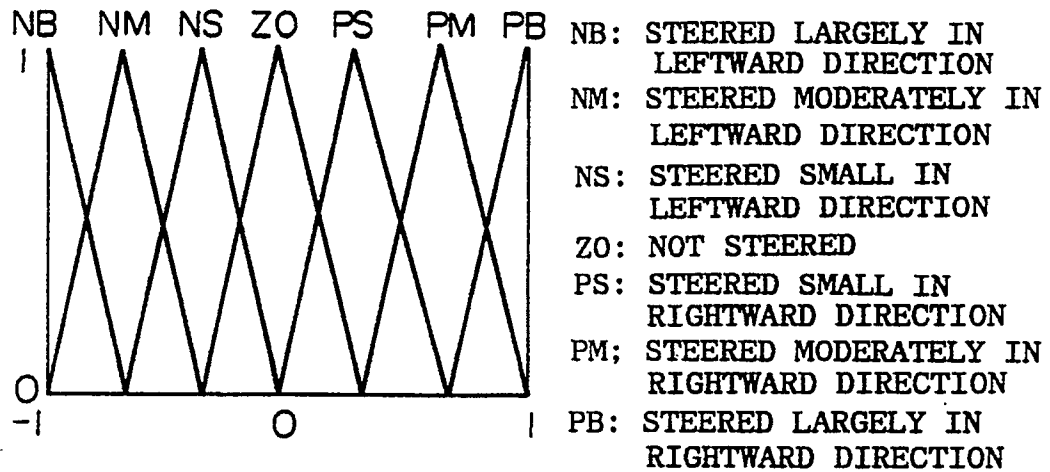 NB NM NS ZO PS PM PB
1
0
-1 0 1
NB: STEERED LARGELY IN
LEFTWARD DIRECTION
NM: STEERED MODERATELY IN
LEFTWARD DIRECTION
NS: STEERED SMALL IN
LEFTWARD DIRECTION
ZO: NOT STEERED
PS: STEERED SMALL IN
RIGHTWARD DIRECTION
PM; STEERED MODERATELY IN
RIGHTWARD DIRECTION
PB: STEERED LARGELY IN
RIGHTWARD DIRECTION